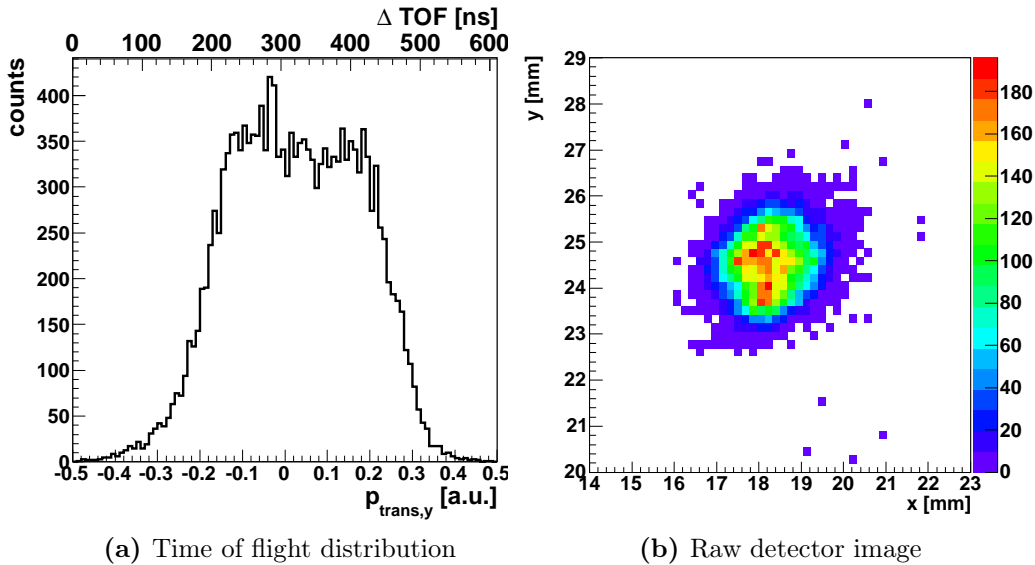 Δ TOF [ns]
0 100 200 300 400 500 600
counts
400
350
300
250
200
150
100
50
0
-0.5 -0.4 -0.3 -0.2 -0.1 0 0.1 0.2 0.3 0.4 0.5
p_trans,y [a.u.]
(a) Time of flight distribution
y [mm]
29
28
27
26
25
24
23
22
21
20
14 15 16 17 18 19 20 21 22 23
x [mm]
180
160
140
120
100
80
60
40
20
0
(b) Raw detector image